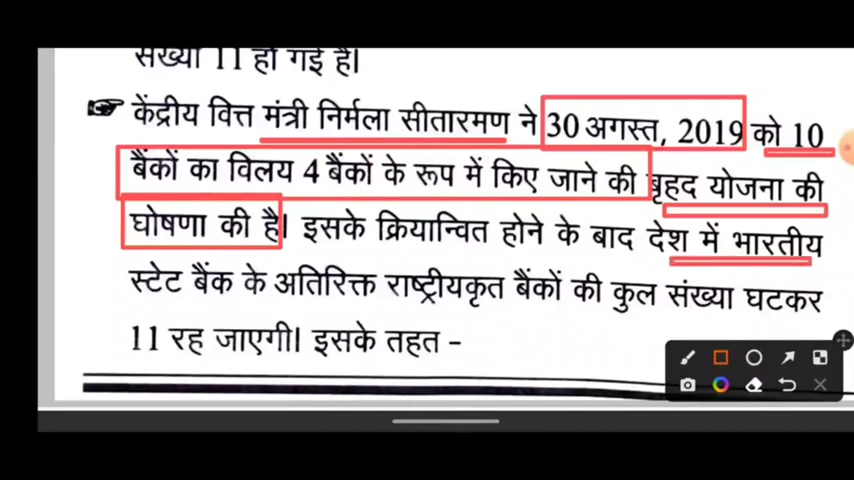 संख्या 11 हो गई है।
केंद्रीय वित्त मंत्री निर्मला सीतारमण ने 30 अगस्त, 2019 को 10
बैंकों का विलय 4 बैंकों के रूप में किए जाने की बृहद योजना की
घोषणा की है। इसके क्रियान्वित होने के बाद देश में भारतीय
स्टेट बैंक के अतिरिक्त राष्ट्रीयकृत बैंकों की कुल संख्या घटकर
11 रह जाएगी। इसके तहत -